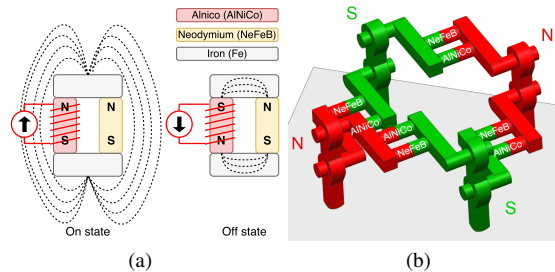 Alnico (AlNiCo)
Neodymium (NeFeB)
Iron (Fe)
N N
S S
On state
S S
N N
Off state
(a)
S
NeFeB
AlNiCo
N
NeFeB
AlNiCo
AlNiCo
NeFeB
NeFeB
AlNiCo
N
S
(b)